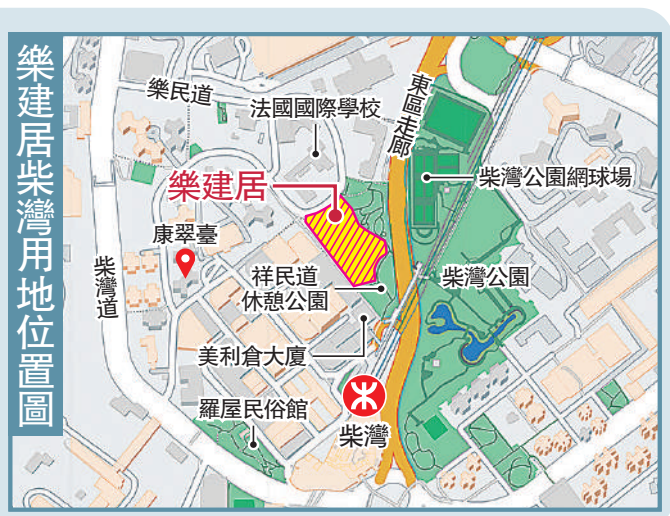 樂建居柴灣用地位置圖
樂民道
法國國際學校
東區走廊
柴灣公園網球場
樂建居
康翠臺
柴灣道
祥民道
休憩公園
柴灣公園
美利倉大廈
羅屋民俗館
柴灣